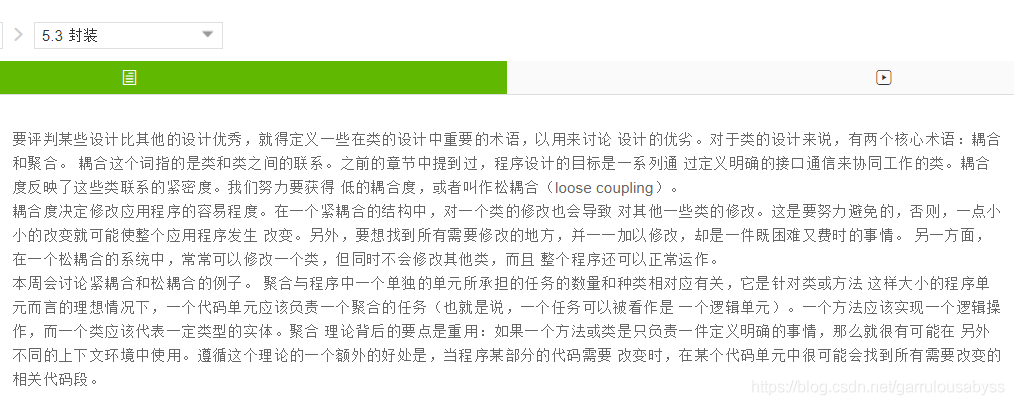 5.3 封装
要评判某些设计比其他的设计优秀，就得定义一些在类的设计中重要的术语，以用来讨论 设计的优劣。对于类的设计来说，有两个核心术语：耦合
和聚合。 耦合这个词指的是类和类之间的联系。之前的章节中提到过，程序设计的目标是一系列通 过定义明确的接口通信来协同工作的类。耦合
度反映了这些类联系的紧密度。我们努力要获得 低的耦合度，或者叫作松耦合（loose coupling）。
耦合度决定修改应用程序的容易程度。在一个紧耦合的结构中，对一个类的修改也会导致 对其他一些类的修改。这是要努力避免的，否则，一点小
小的改变就可能使整个应用程序发生 改变。另外，要想找到所有需要修改的地方，并一一加以修改，却是一件既困难又费时的事情。 另一方面，
在一个松耦合的系统中，常常可以修改一个类，但同时不会修改其他类，而且 整个程序还可以正常运作。
本周会讨论紧耦合和松耦合的例子。 聚合与程序中一个单独的单元所承担的任务的数量和种类相对应有关，它是针对类或方法 这样大小的程序单
元而言的理想情况下，一个代码单元应该负责一个聚合的任务（也就是说，一个任务可以被看作是 一个逻辑单元）。一个方法应该实现一个逻辑操
作，而一个类应该代表一定类型的实体。聚合 理论背后的要点是重用：如果一个方法或类是只负责一件定义明确的事情，那么就很有可能在 另外
不同的上下文环境中使用。遵循这个理论的一个额外的好处是，当程序某部分的代码需要 改变时，在某个代码单元中很可能会找到所有需要改变的
相关代码段。
https://blog.csdn.net/garrulousabyss